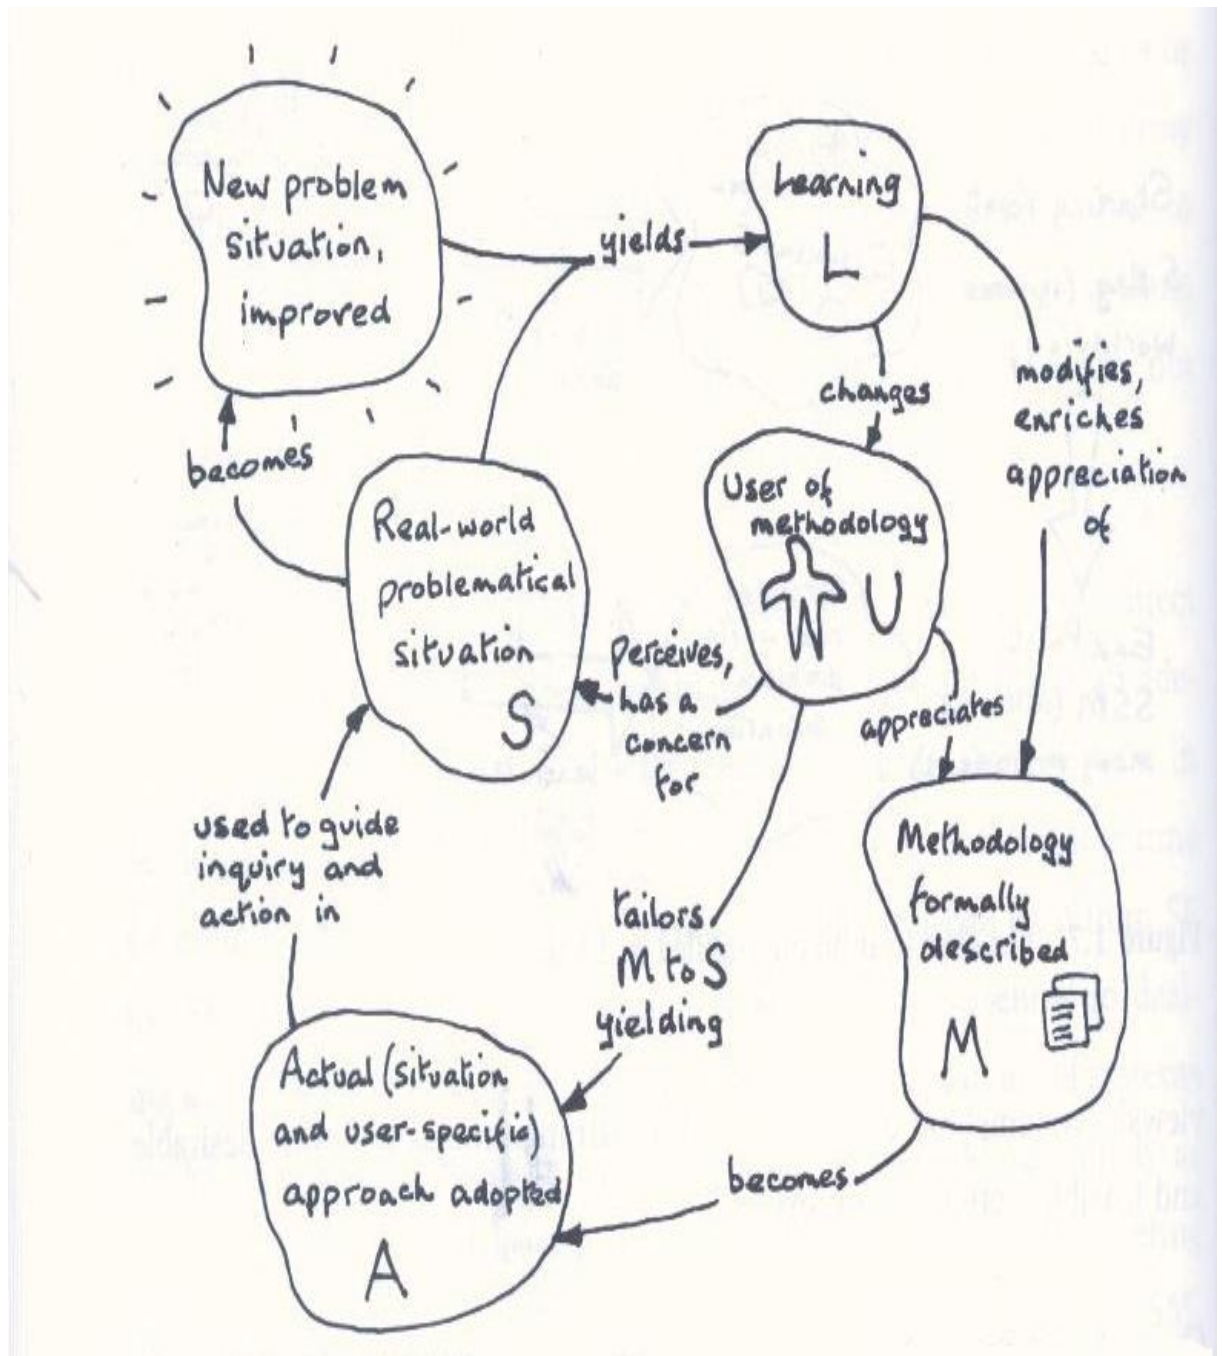 New problem
situation,
improved
yields
Learning
L
changes
modifies,
enriches
appreciation
of
becomes
Real-world
problematical
situation
S
User of
methodology
U
perceives,
has a
concern
for
appreciates
used to guide
inquiry and
action in
tailors
M to S
yielding
Methodology
formally
described
M
Actual (situation
and user-specific)
approach adopted
A
becomes